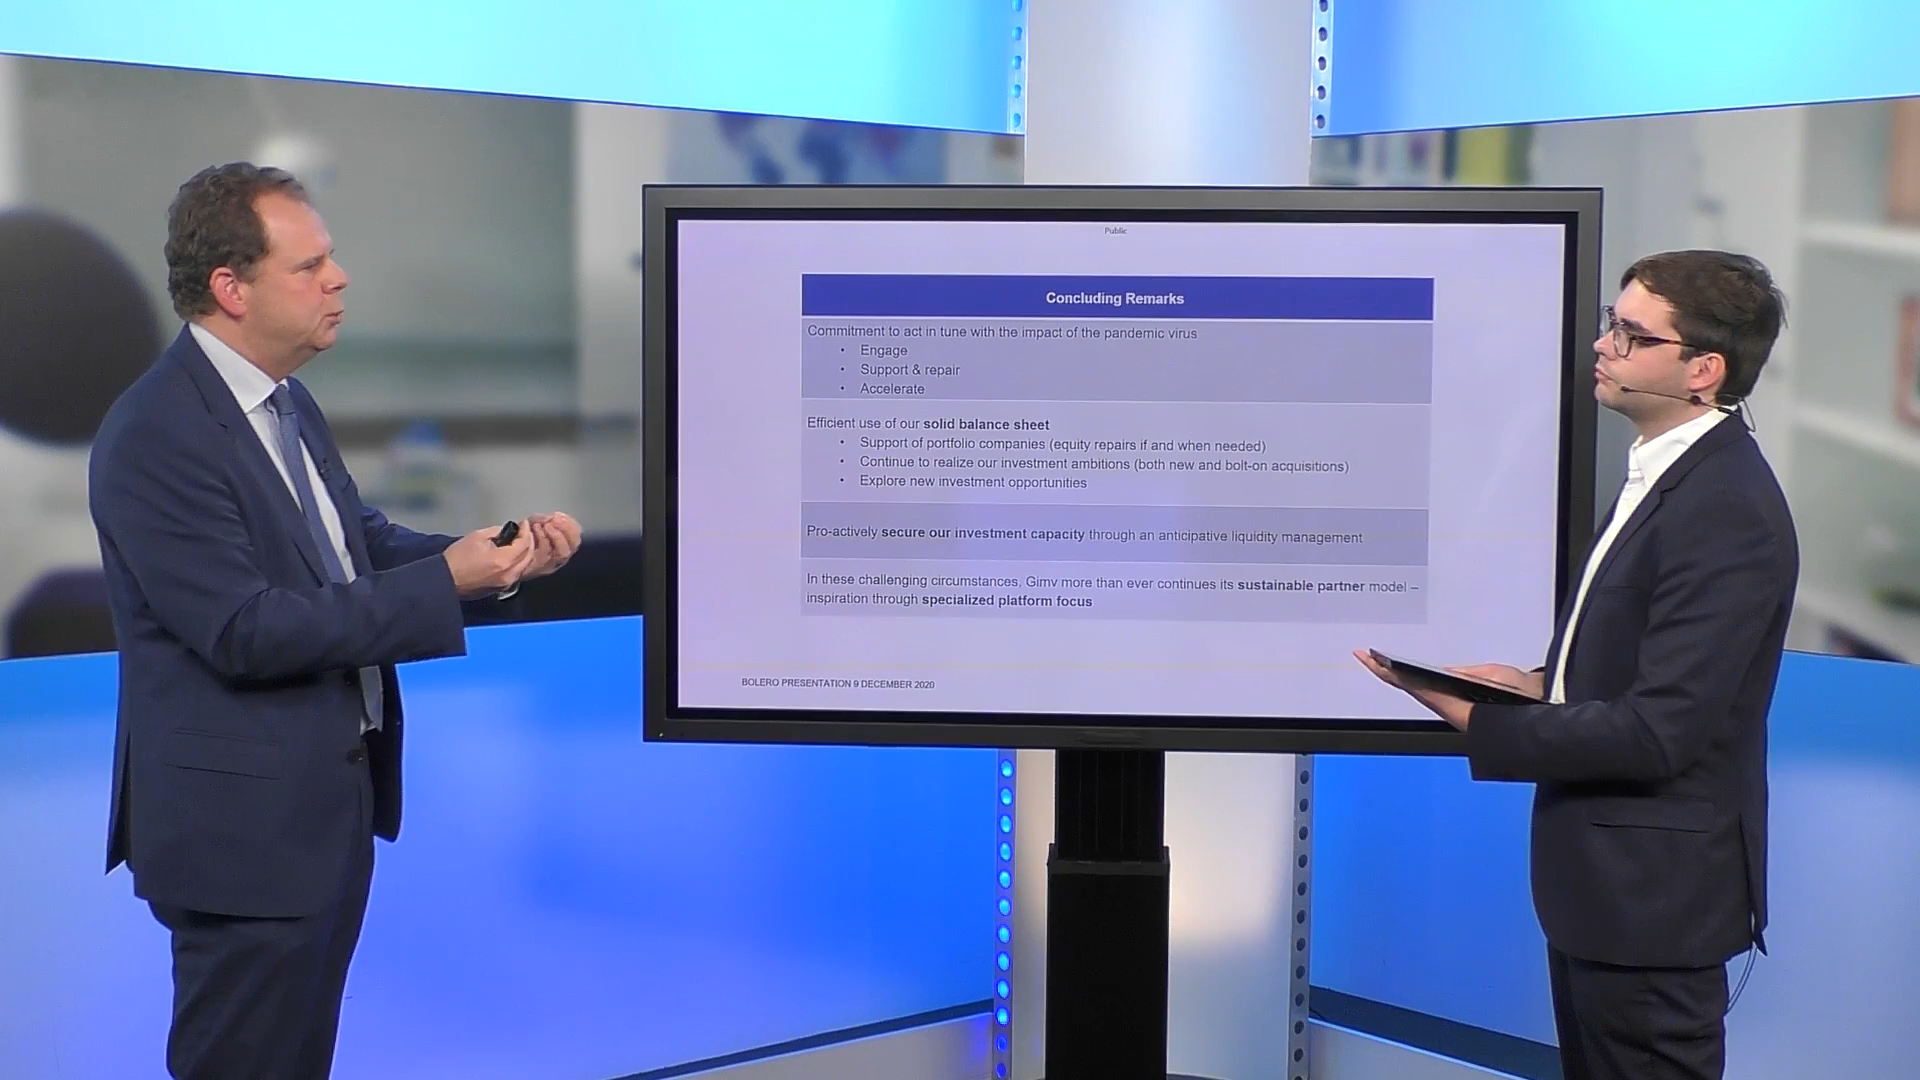 Public
Concluding Remarks
Commitment to act in tune with the impact of the pandemic virus
• Engage
• Support & repair
• Accelerate
Efficient use of our solid balance sheet
• Support of portfolio companies (equity repairs if and when needed)
• Continue to realize our investment ambitions (both new and bolt-on acquisitions)
• Explore new investment opportunities
Pro-actively secure our investment capacity through an anticipative liquidity management
In these challenging circumstances, Gimv more than ever continues its sustainable partner model –
inspiration through specialized platform focus
BOLERO PRESENTATION 9 DECEMBER 2020